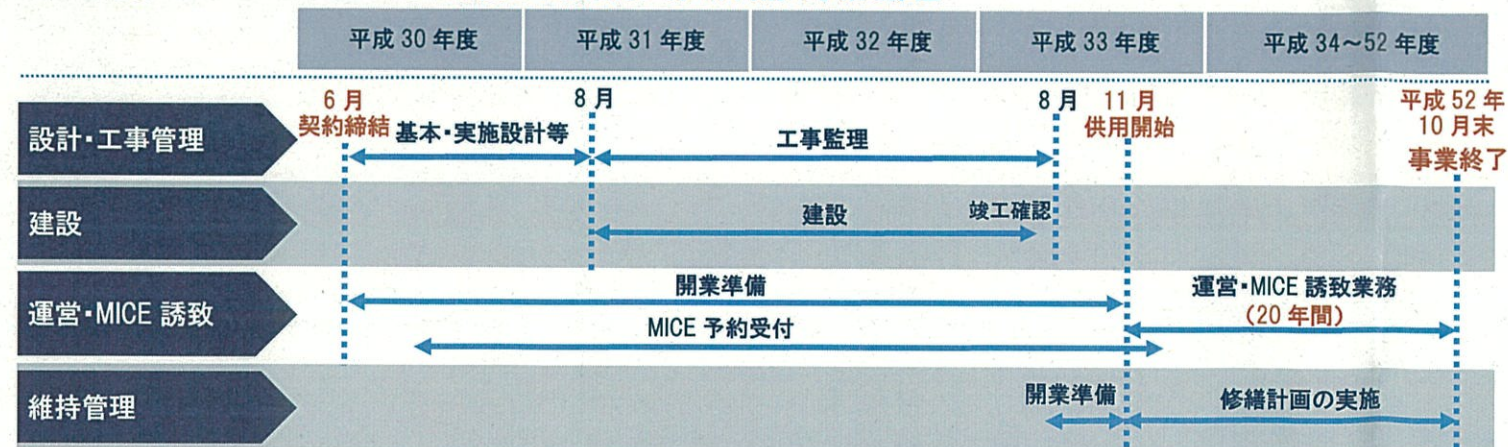 平成 30 年度
平成 31 年度
平成 32 年度
平成 33 年度
平成 34～52 年度
設計・工事管理
6 月
契約締結
基本・実施設計等
8 月
工事監理
8 月
11 月
供用開始
平成 52 年
10 月末
事業終了
建設
建設
竣工確認
運営・MICE 誘致
開業準備
MICE 予約受付
運営・MICE 誘致業務
（20 年間）
維持管理
開業準備
修繕計画の実施